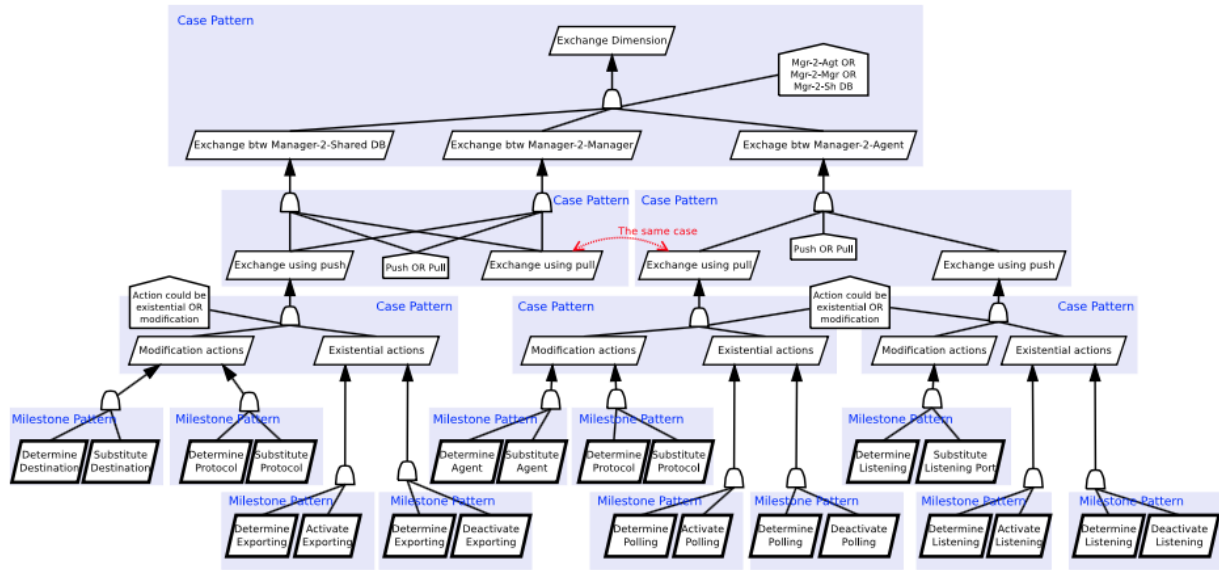 Case Pattern
Exchange Dimension
Mgr-2-Agt OR
Mgr-2-Mgr OR
Mgr-2-Sh DB
Exchange btw Manager-2-Shared DB
Exchange btw Manager-2-Manager
Exchage btw Manager-2-Agent
Case Pattern
Case Pattern
The same case
Push OR Pull
Exchange using push
Push OR Pull
Exchange using pull
Exchange using pull
Exchange using push
Action could be
existential OR
modification
Case Pattern
Case Pattern
Action could be
existential OR
modification
Case Pattern
Modification actions
Existential actions
Modification actions
Existential actions
Modification actions
Existential actions
Milestone Pattern
Milestone Pattern
Milestone Pattern
Milestone Pattern
Milestone Pattern
Determine
Destination
Substitute
Destination
Determine
Protocol
Substitute
Protocol
Determine
Agent
Substitute
Agent
Determine
Protocol
Substitute
Protocol
Determine
Listening
Substitute
Listening Port
Milestone Pattern
Milestone Pattern
Milestone Pattern
Milestone Pattern
Milestone Pattern
Milestone Pattern
Determine
Exporting
Activate
Exporting
Determine
Exporting
Deactivate
Exporting
Determine
Polling
Activate
Polling
Determine
Polling
Deactivate
Polling
Determine
Listening
Activate
Listening
Determine
Listening
Deactivate
Listening